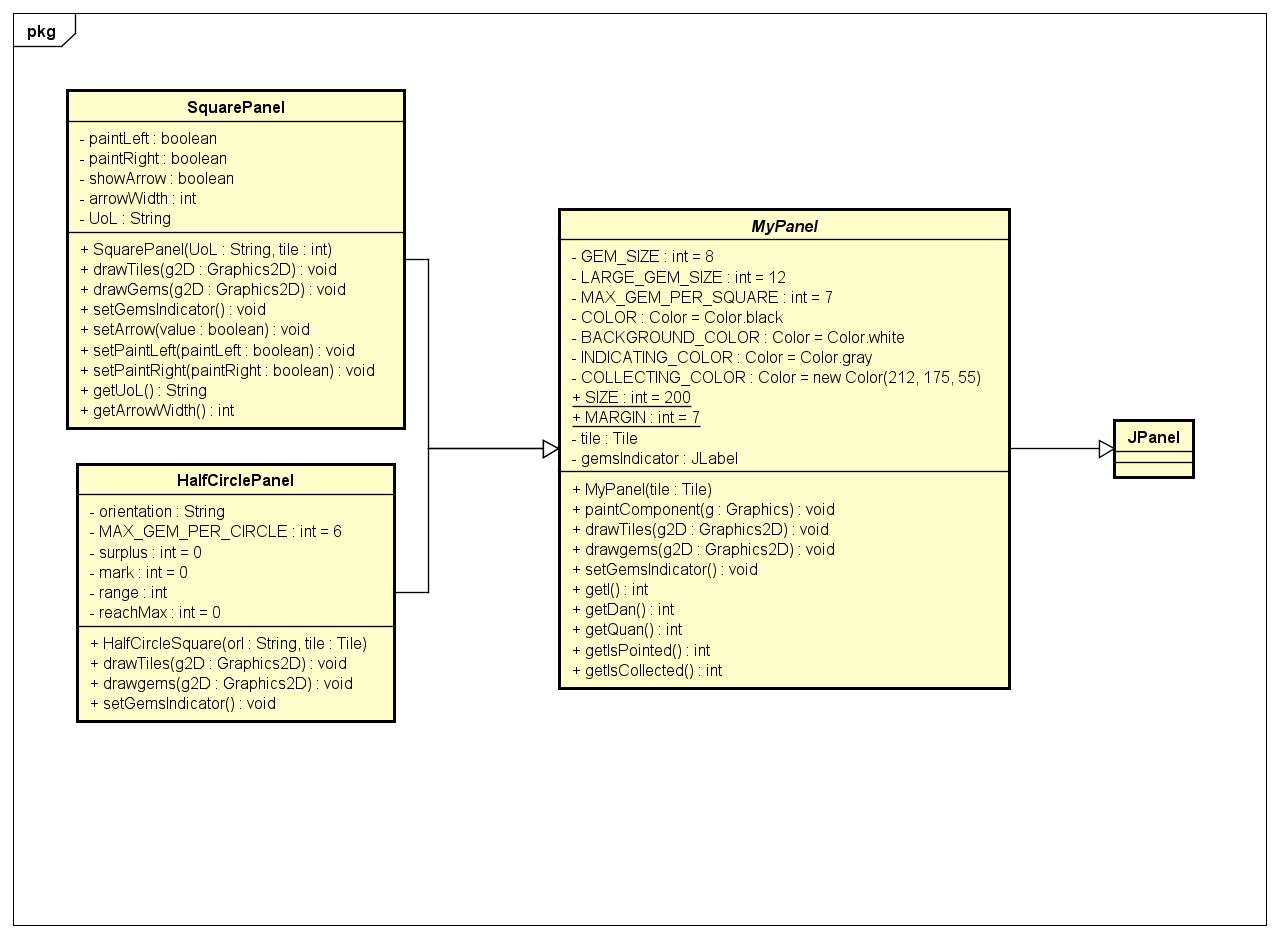 pkg
SquarePanel
- paintLeft : boolean
- paintRight : boolean
- showArrow : boolean
- arrowWidth : int
- UoL : String
+ SquarePanel(UoL : String, tile : int)
+ drawTiles(g2D : Graphics2D) : void
+ drawGems(g2D : Graphics2D) : void
+ setGemsIndicator() : void
+ setArrow(value : boolean) : void
+ setPaintLeft(paintLeft : boolean) : void
+ setPaintRight(paintRight : boolean) : void
+ getUoL() : String
+ getArrowWidth() : int
HalfCirclePanel
- orientation : String
- MAX_GEM_PER_CIRCLE : int = 6
- surplus : int = 0
- mark : int = 0
- range : int
- reachMax : int = 0
+ HalfCircleSquare(orI : String, tile : Tile)
+ drawTiles(g2D : Graphics2D) : void
+ drawgems(g2D : Graphics2D) : void
+ setGemsIndicator() : void
MyPanel
- GEM_SIZE : int = 8
- LARGE_GEM_SIZE : int = 12
- MAX_GEM_PER_SQUARE : int = 7
- COLOR : Color = Color.black
- BACKGROUND_COLOR : Color = Color.white
- INDICATING_COLOR : Color = Color.gray
- COLLECTING_COLOR : Color = new Color(212, 175, 55)
+ SIZE : int = 200
+ MARGIN : int = 7
- tile : Tile
- gemsIndicator : JLabel
+ MyPanel(tile : Tile)
+ paintComponent(g : Graphics) : void
+ drawTiles(g2D : Graphics2D) : void
+ drawgems(g2D : Graphics2D) : void
+ setGemsIndicator() : void
+ getI() : int
+ getDan() : int
+ getQuan() : int
+ getIsPointed() : int
+ getIsCollected() : int
JPanel